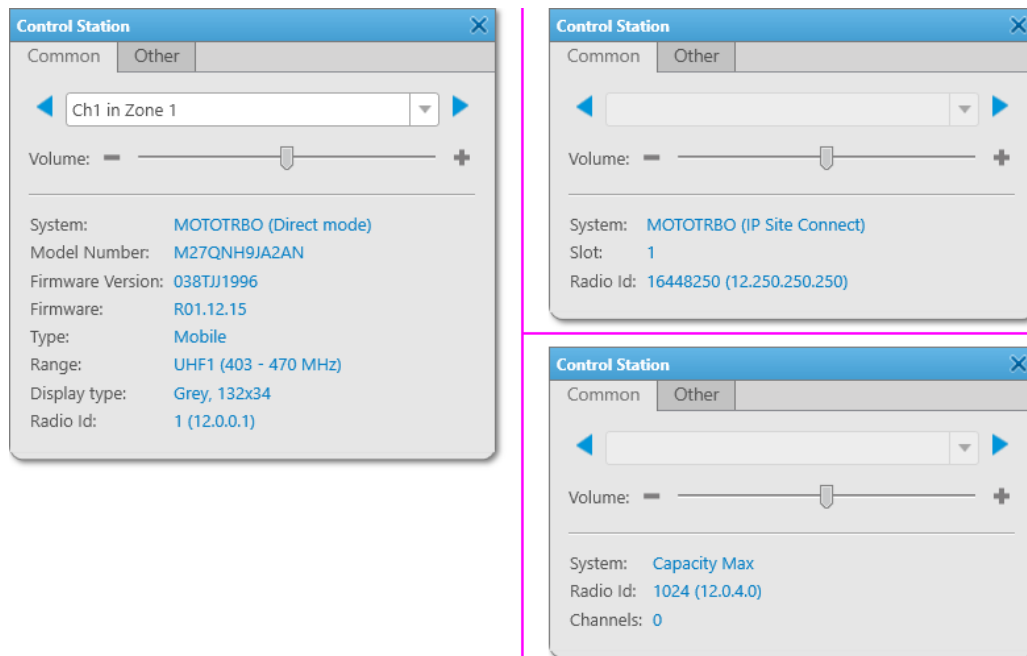 Control Station
Common Other
Ch1 in Zone 1
Volume:
System: MOTOTRBO (Direct mode)
Model Number: M27QNH9JA2AN
Firmware Version: 038TJJ1996
Firmware: R01.12.15
Type: Mobile
Range: UHF1 (403 - 470 MHz)
Display type: Grey, 132x34
Radio Id: 1 (12.0.0.1)
Control Station
Common Other
Volume:
System: MOTOTRBO (IP Site Connect)
Slot: 1
Radio Id: 16448250 (12.250.250.250)
Control Station
Common Other
Volume:
System: Capacity Max
Radio Id: 1024 (12.0.4.0)
Channels: 0